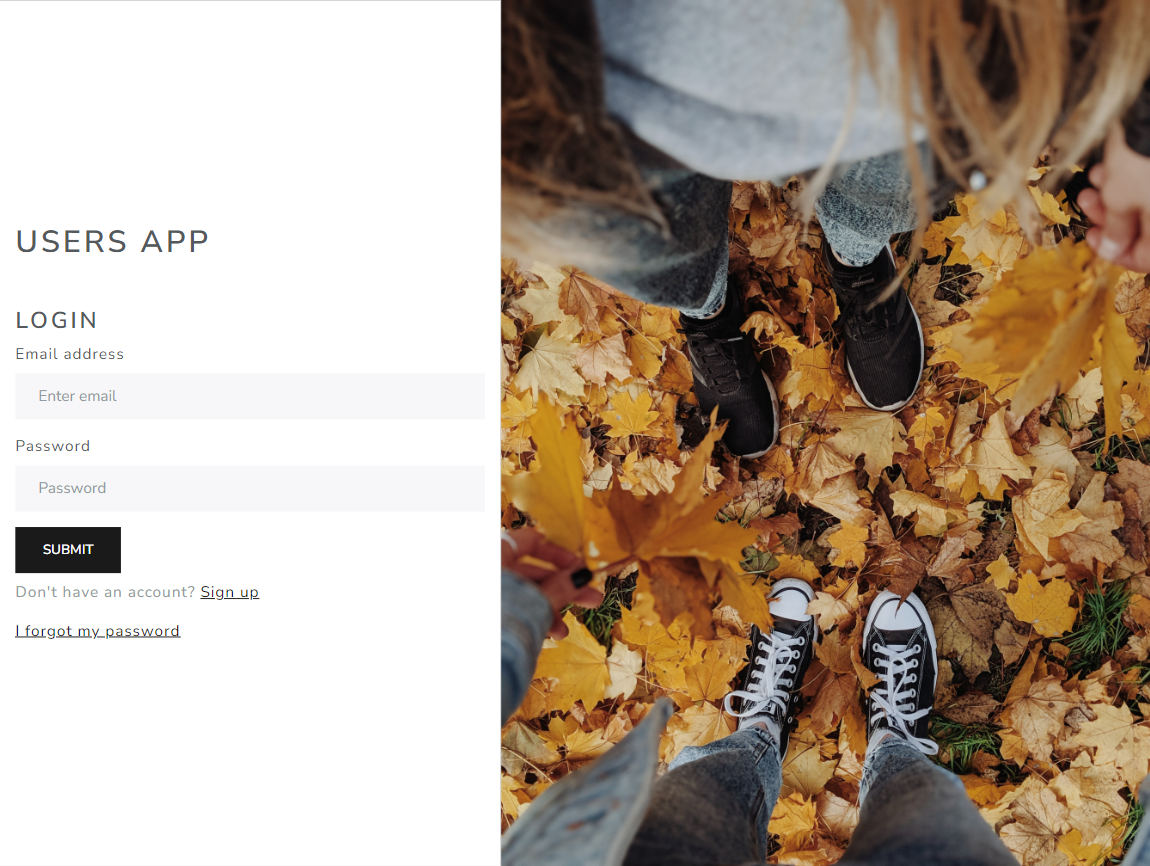 USERS APP
LOGIN
Email address
Enter email
Password
Password
SUBMIT
Don't have an account? Sign up
I forgot my password